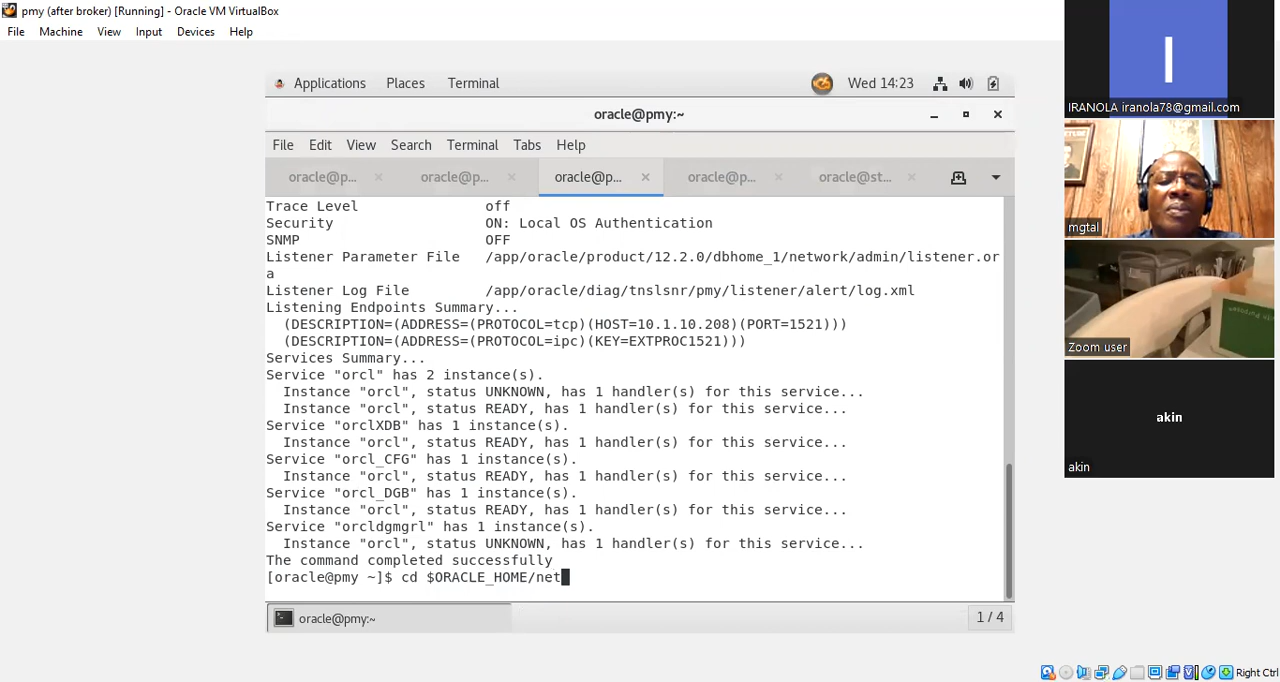 pmy (after broker) [Running] - Oracle VM VirtualBox
File Machine View Input Devices Help
Applications Places Terminal Wed 14:23
oracle@pmy:~
File Edit View Search Terminal Tabs Help
oracle@p... × oracle@p... × oracle@p... × oracle@p... × oracle@st... ×
Trace Level off
Security ON: Local OS Authentication
SNMP OFF
Listener Parameter File /app/oracle/product/12.2.0/dbhome_1/network/admin/listener.or
a
Listener Log File /app/oracle/diag/tnslsnr/pmy/listener/alert/log.xml
Listening Endpoints Summary...
(DESCRIPTION=(ADDRESS=(PROTOCOL=tcp)(HOST=10.1.10.208)(PORT=1521)))
(DESCRIPTION=(ADDRESS=(PROTOCOL=ipc)(KEY=EXTPROC1521)))
Services Summary...
Service "orcl" has 2 instance(s).
Instance "orcl", status UNKNOWN, has 1 handler(s) for this service...
Instance "orcl", status READY, has 1 handler(s) for this service...
Service "orclXDB" has 1 instance(s).
Instance "orcl", status READY, has 1 handler(s) for this service...
Service "orcl_CFG" has 1 instance(s).
Instance "orcl", status READY, has 1 handler(s) for this service...
Service "orcl_DGB" has 1 instance(s).
Instance "orcl", status READY, has 1 handler(s) for this service...
Service "orcldgmgrl" has 1 instance(s).
Instance "orcl", status UNKNOWN, has 1 handler(s) for this service...
The command completed successfully
[oracle@pmy ~]$ cd $ORACLE_HOME/net
oracle@pmy:~ 1 / 4
Right Ctrl
I
IRANOLA iranola78@gmail.com
mgtal
Zoom user
akin
akin